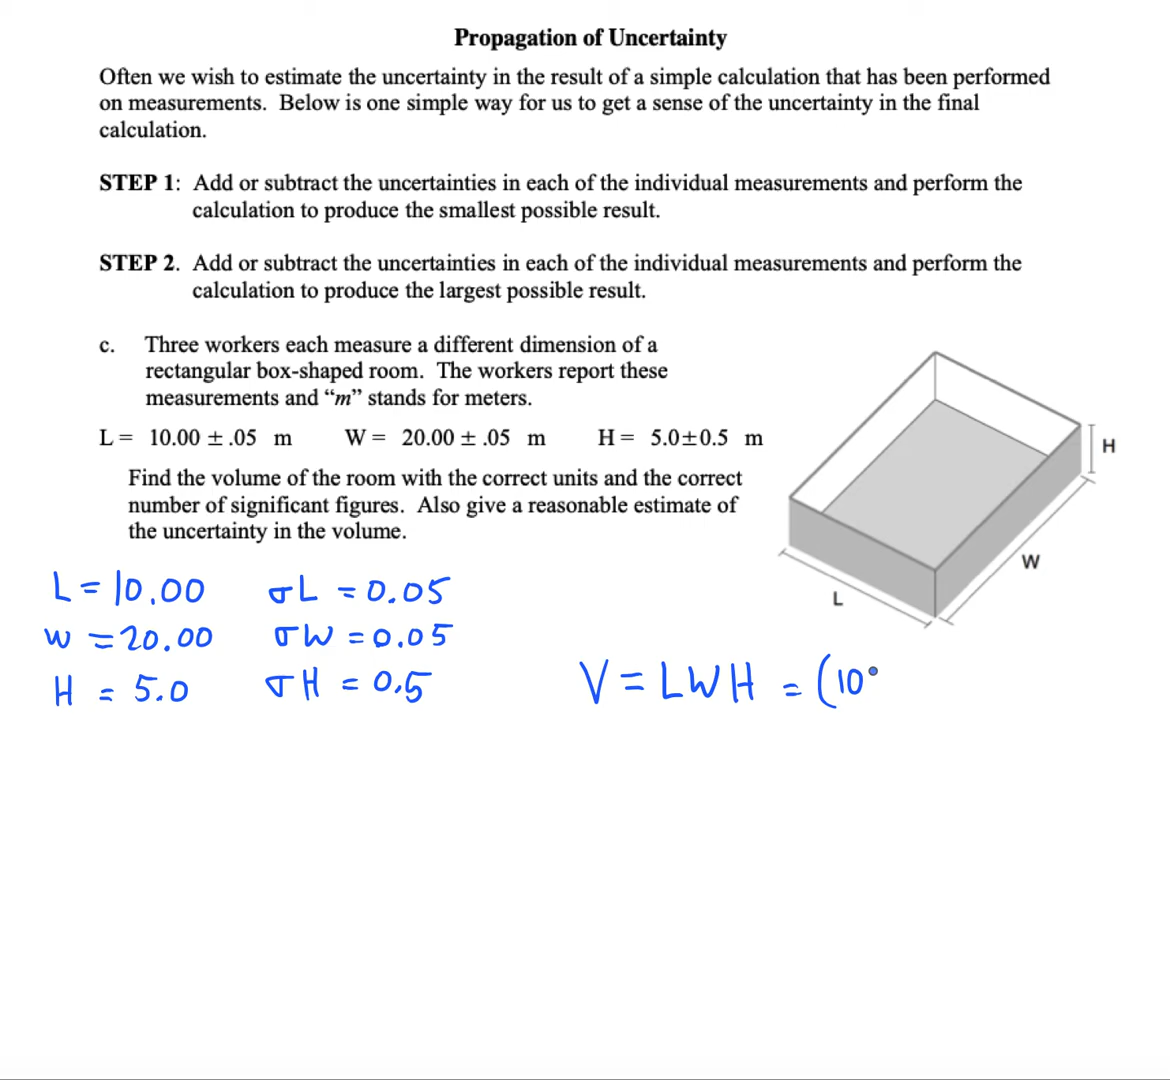 Propagation of Uncertainty
Often we wish to estimate the uncertainty in the result of a simple calculation that has been performed
on measurements. Below is one simple way for us to get a sense of the uncertainty in the final
calculation.
STEP 1: Add or subtract the uncertainties in each of the individual measurements and perform the
calculation to produce the smallest possible result.
STEP 2. Add or subtract the uncertainties in each of the individual measurements and perform the
calculation to produce the largest possible result.
c. Three workers each measure a different dimension of a
rectangular box-shaped room. The workers report these
measurements and “m” stands for meters.
L = 10.00 ± .05 m W = 20.00 ± .05 m H = 5.0±0.5 m
Find the volume of the room with the correct units and the correct
number of significant figures. Also give a reasonable estimate of
the uncertainty in the volume.
H
W
L
L = 10.00 σL = 0.05
W = 20.00 σW = 0.05
H = 5.0 σH = 0.5
V = LWH = (10